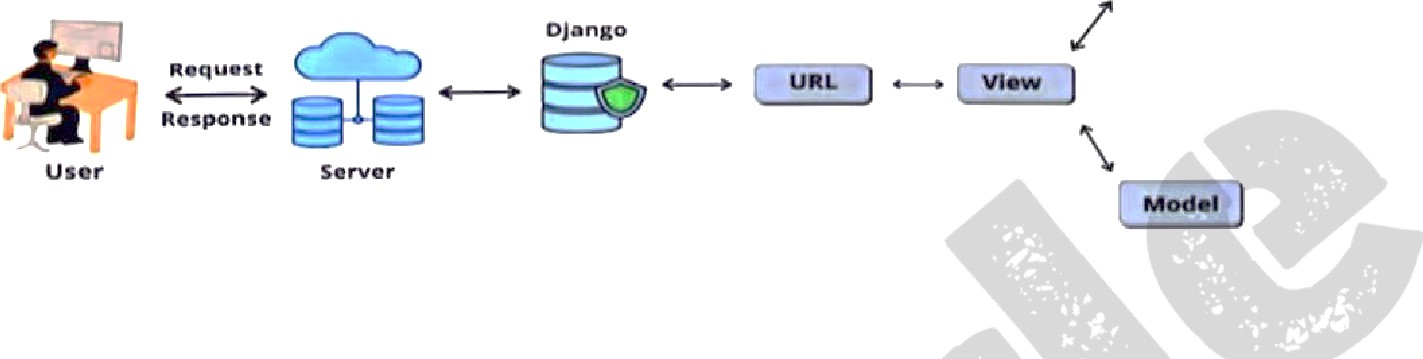 Django
Request
Response
URL
View
User
Server
Model